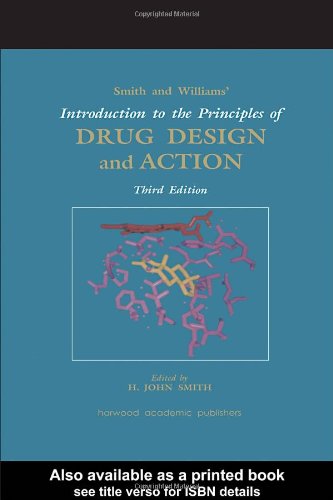 Smith and Williams'
Introduction to the Principles of
DRUG DESIGN
and ACTION
Third Edition
Edited by
H. JOHN SMITH
harwood academic publishers
Also available as a printed book
see title verso for ISBN details